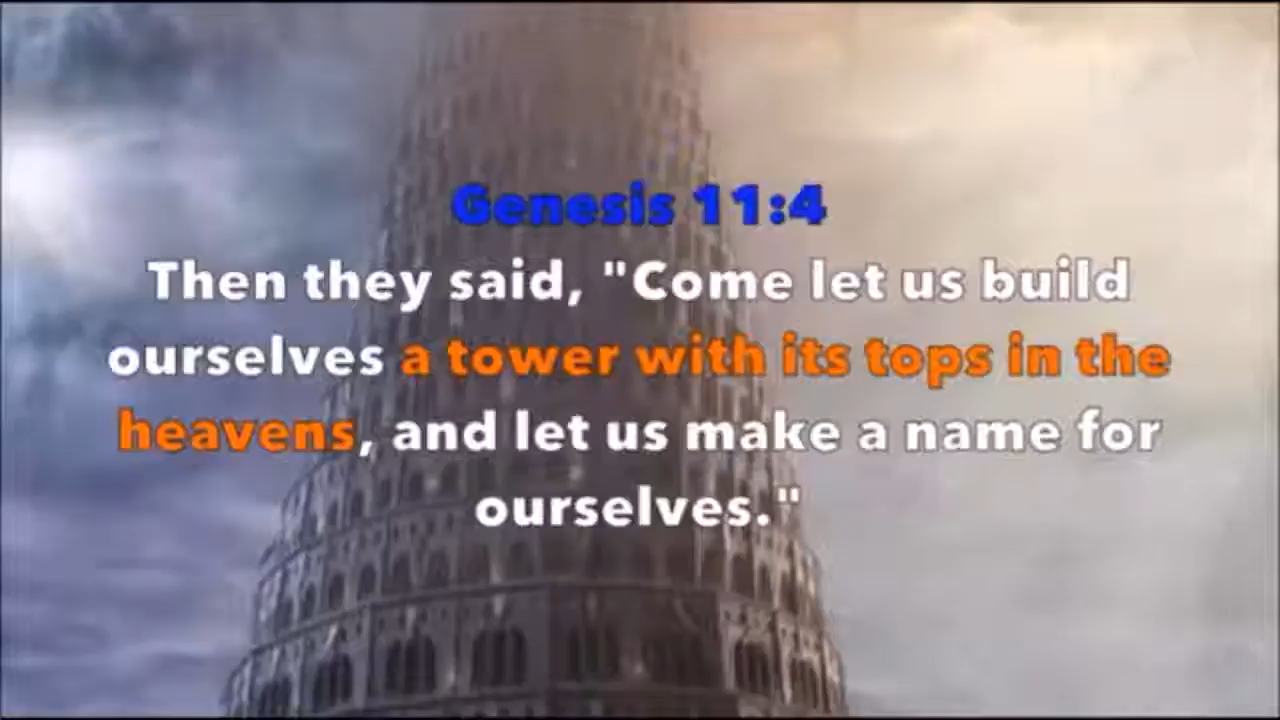 Genesis 11:4
Then they said, "Come let us build
ourselves a tower with its tops in the
heavens, and let us make a name for
ourselves."